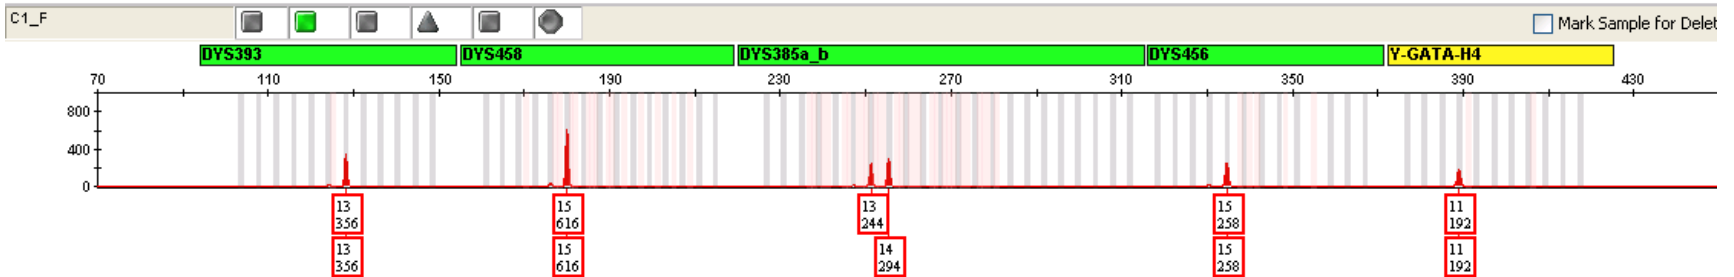 C1_F
Mark Sample for Delet
DYS393 DYS458 DYS385a_b DYS456 Y-GATA-H4
70 110 150 190 230 270 310 350 390 430
800
400
0
13 15 13 15 11
356 616 244 258 192
13 15 14 15 11
356 616 294 258 192